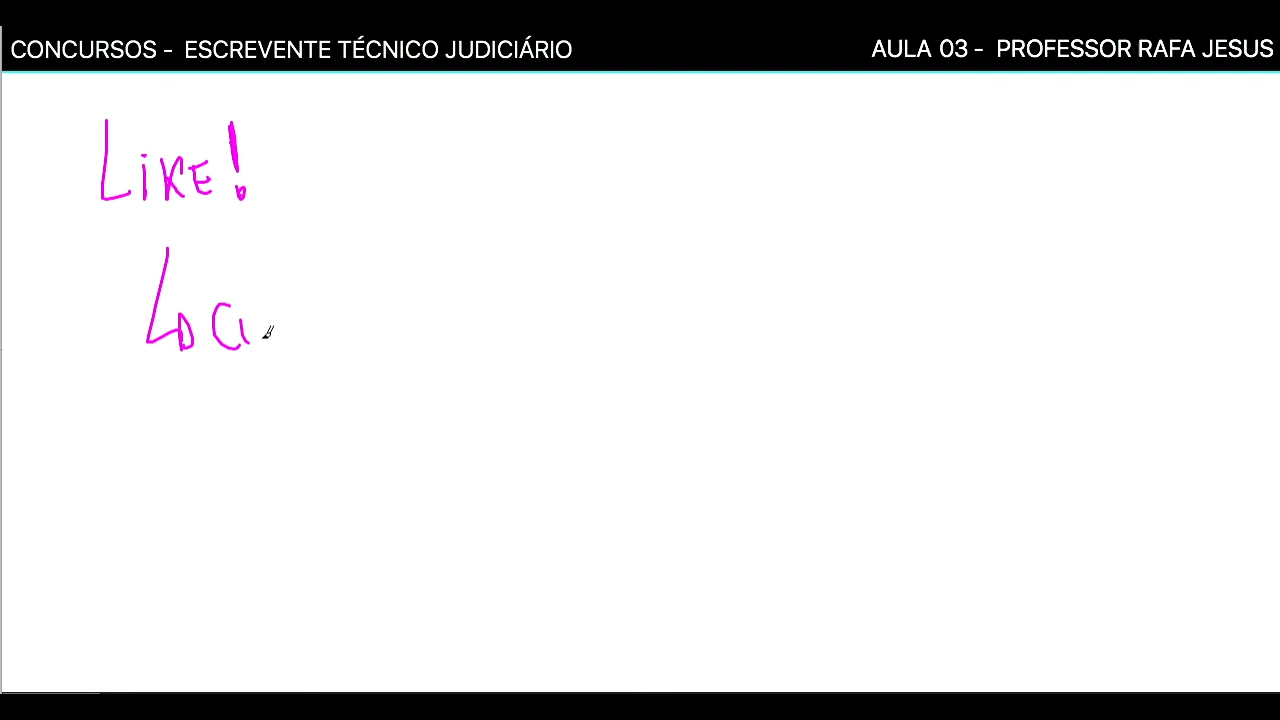 CONCURSOS - ESCREVENTE TÉCNICO JUDICIÁRIO
AULA 03 - PROFESSOR RAFA JESUS
LiKE!